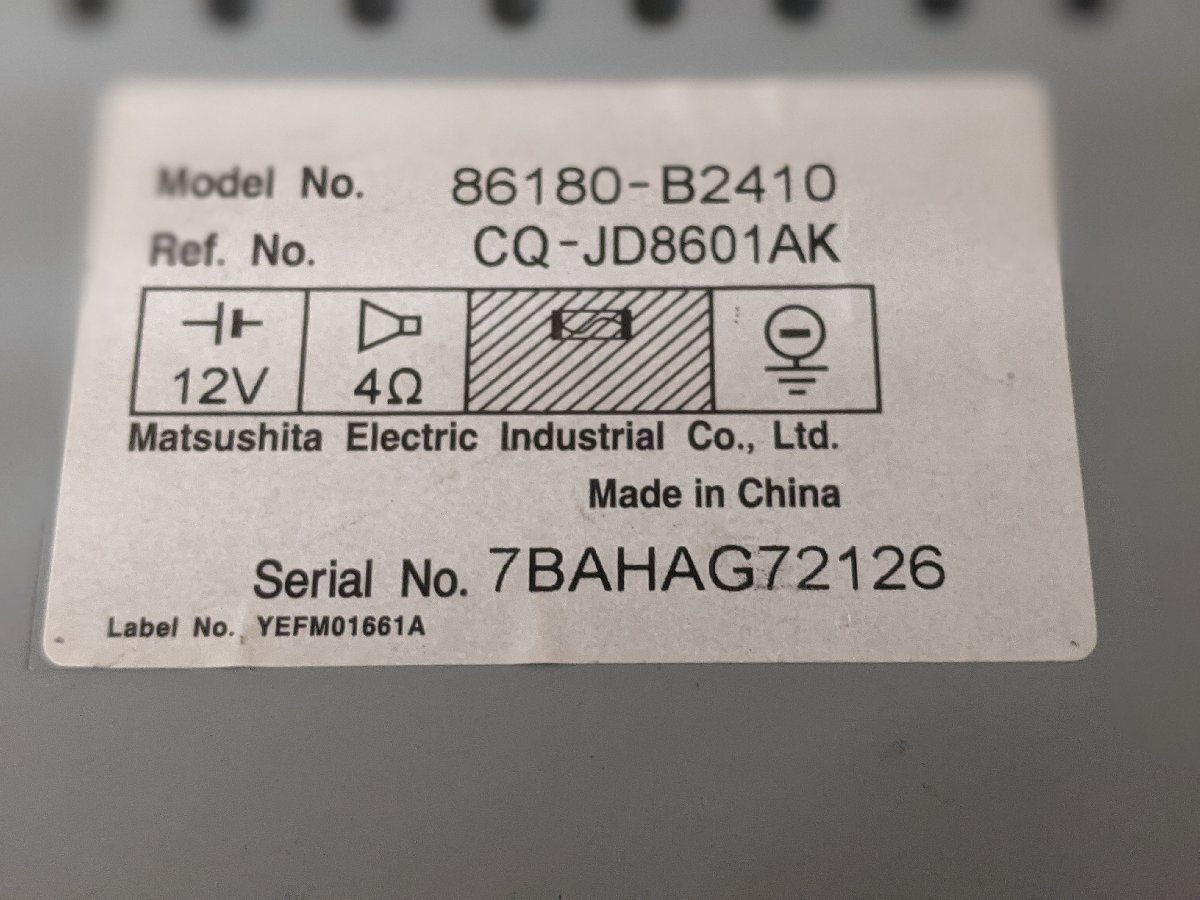 Model No. 86180-B2410
Ref. No. CQ-JD8601AK
12V 4Ω
Matsushita Electric Industrial Co., Ltd.
Made in China
Serial No. 7BAHAG72126
Label No. YEFM01661A